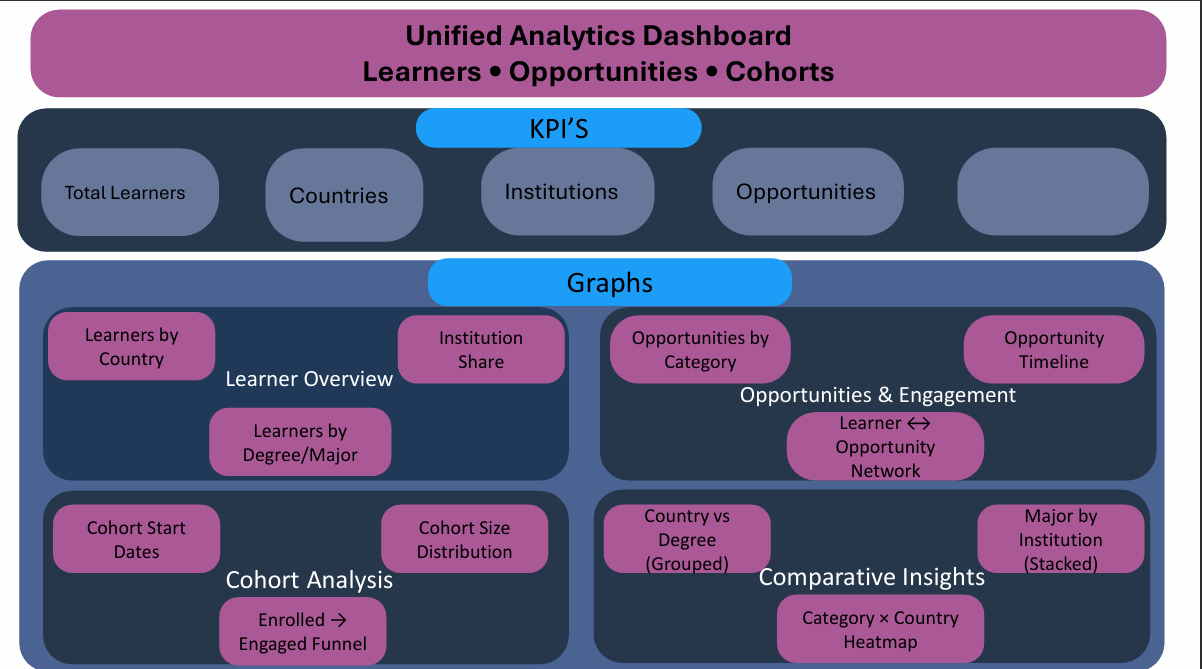 Unified Analytics Dashboard
Learners • Opportunities • Cohorts
KPI’S
Total Learners
Countries
Institutions
Opportunities
Graphs
Learners by
Country
Institution
Share
Learner Overview
Learners by
Degree/Major
Opportunities by
Category
Opportunity
Timeline
Opportunities & Engagement
Learner ↔
Opportunity
Network
Cohort Start
Dates
Cohort Size
Distribution
Cohort Analysis
Enrolled →
Engaged Funnel
Country vs
Degree
(Grouped)
Major by
Institution
(Stacked)
Comparative Insights
Category × Country
Heatmap